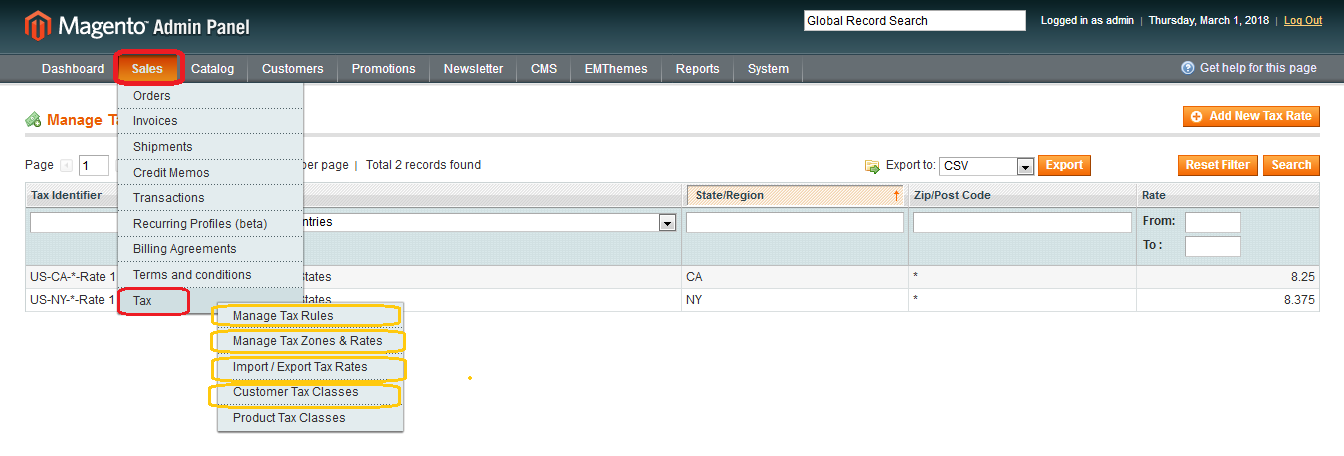 Magento™ Admin Panel
Global Record Search
Logged in as admin | Thursday, March 1, 2018 | Log Out
Dashboard Sales Catalog Customers Promotions Newsletter CMS EMThemes Reports System
Get help for this page
Orders
Manage Ta
Add New Tax Rate
Invoices
Shipments
Page 1 per page | Total 2 records found
Export to: CSV Export
Reset Filter Search
Credit Memos
Tax Identifier State/Region Zip/Post Code Rate
Transactions
ntries
From:
Recurring Profiles (beta)
Billing Agreements
To :
US-CA-*-Rate 1 States CA * 8.25
Terms and conditions
US-NY-*-Rate 1 States NY * 8.375
Tax
Manage Tax Rules
Manage Tax Zones & Rates
Import / Export Tax Rates
Customer Tax Classes
Product Tax Classes